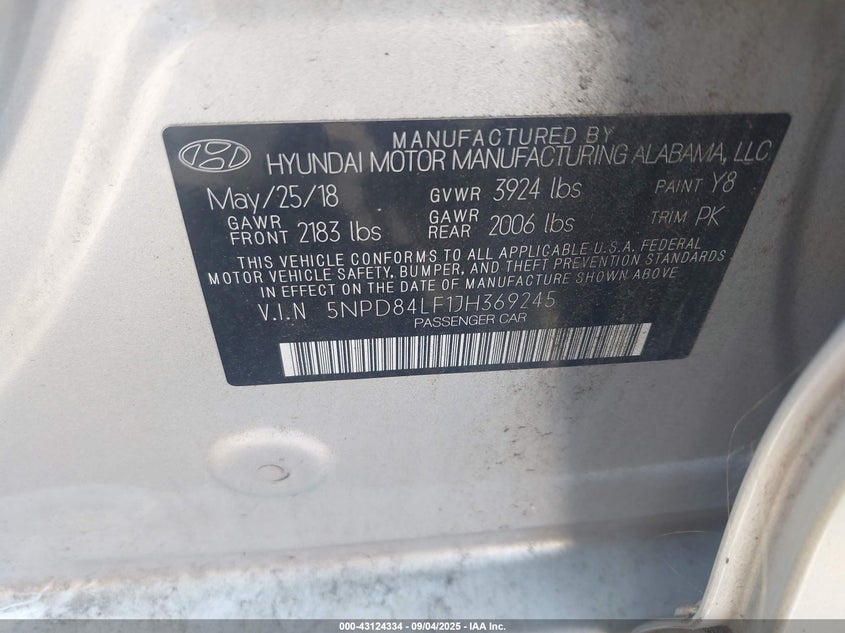 MANUFACTURED BY
HYUNDAI MOTOR MANUFACTURING ALABAMA, LLC.
May/25/18 GVWR 3924 lbs PAINT Y8
GAWR FRONT 2183 lbs GAWR REAR 2006 lbs TRIM PK
THIS VEHICLE CONFORMS TO ALL APPLICABLE U.S.A. FEDERAL
MOTOR VEHICLE SAFETY, BUMPER, AND THEFT PREVENTION STANDARDS
IN EFFECT ON THE DATE OF MANUFACTURE SHOWN ABOVE
V.I.N 5NPD84LF1JH369245
PASSENGER CAR
000-43124334 - 09/04/2025 - IAA Inc.